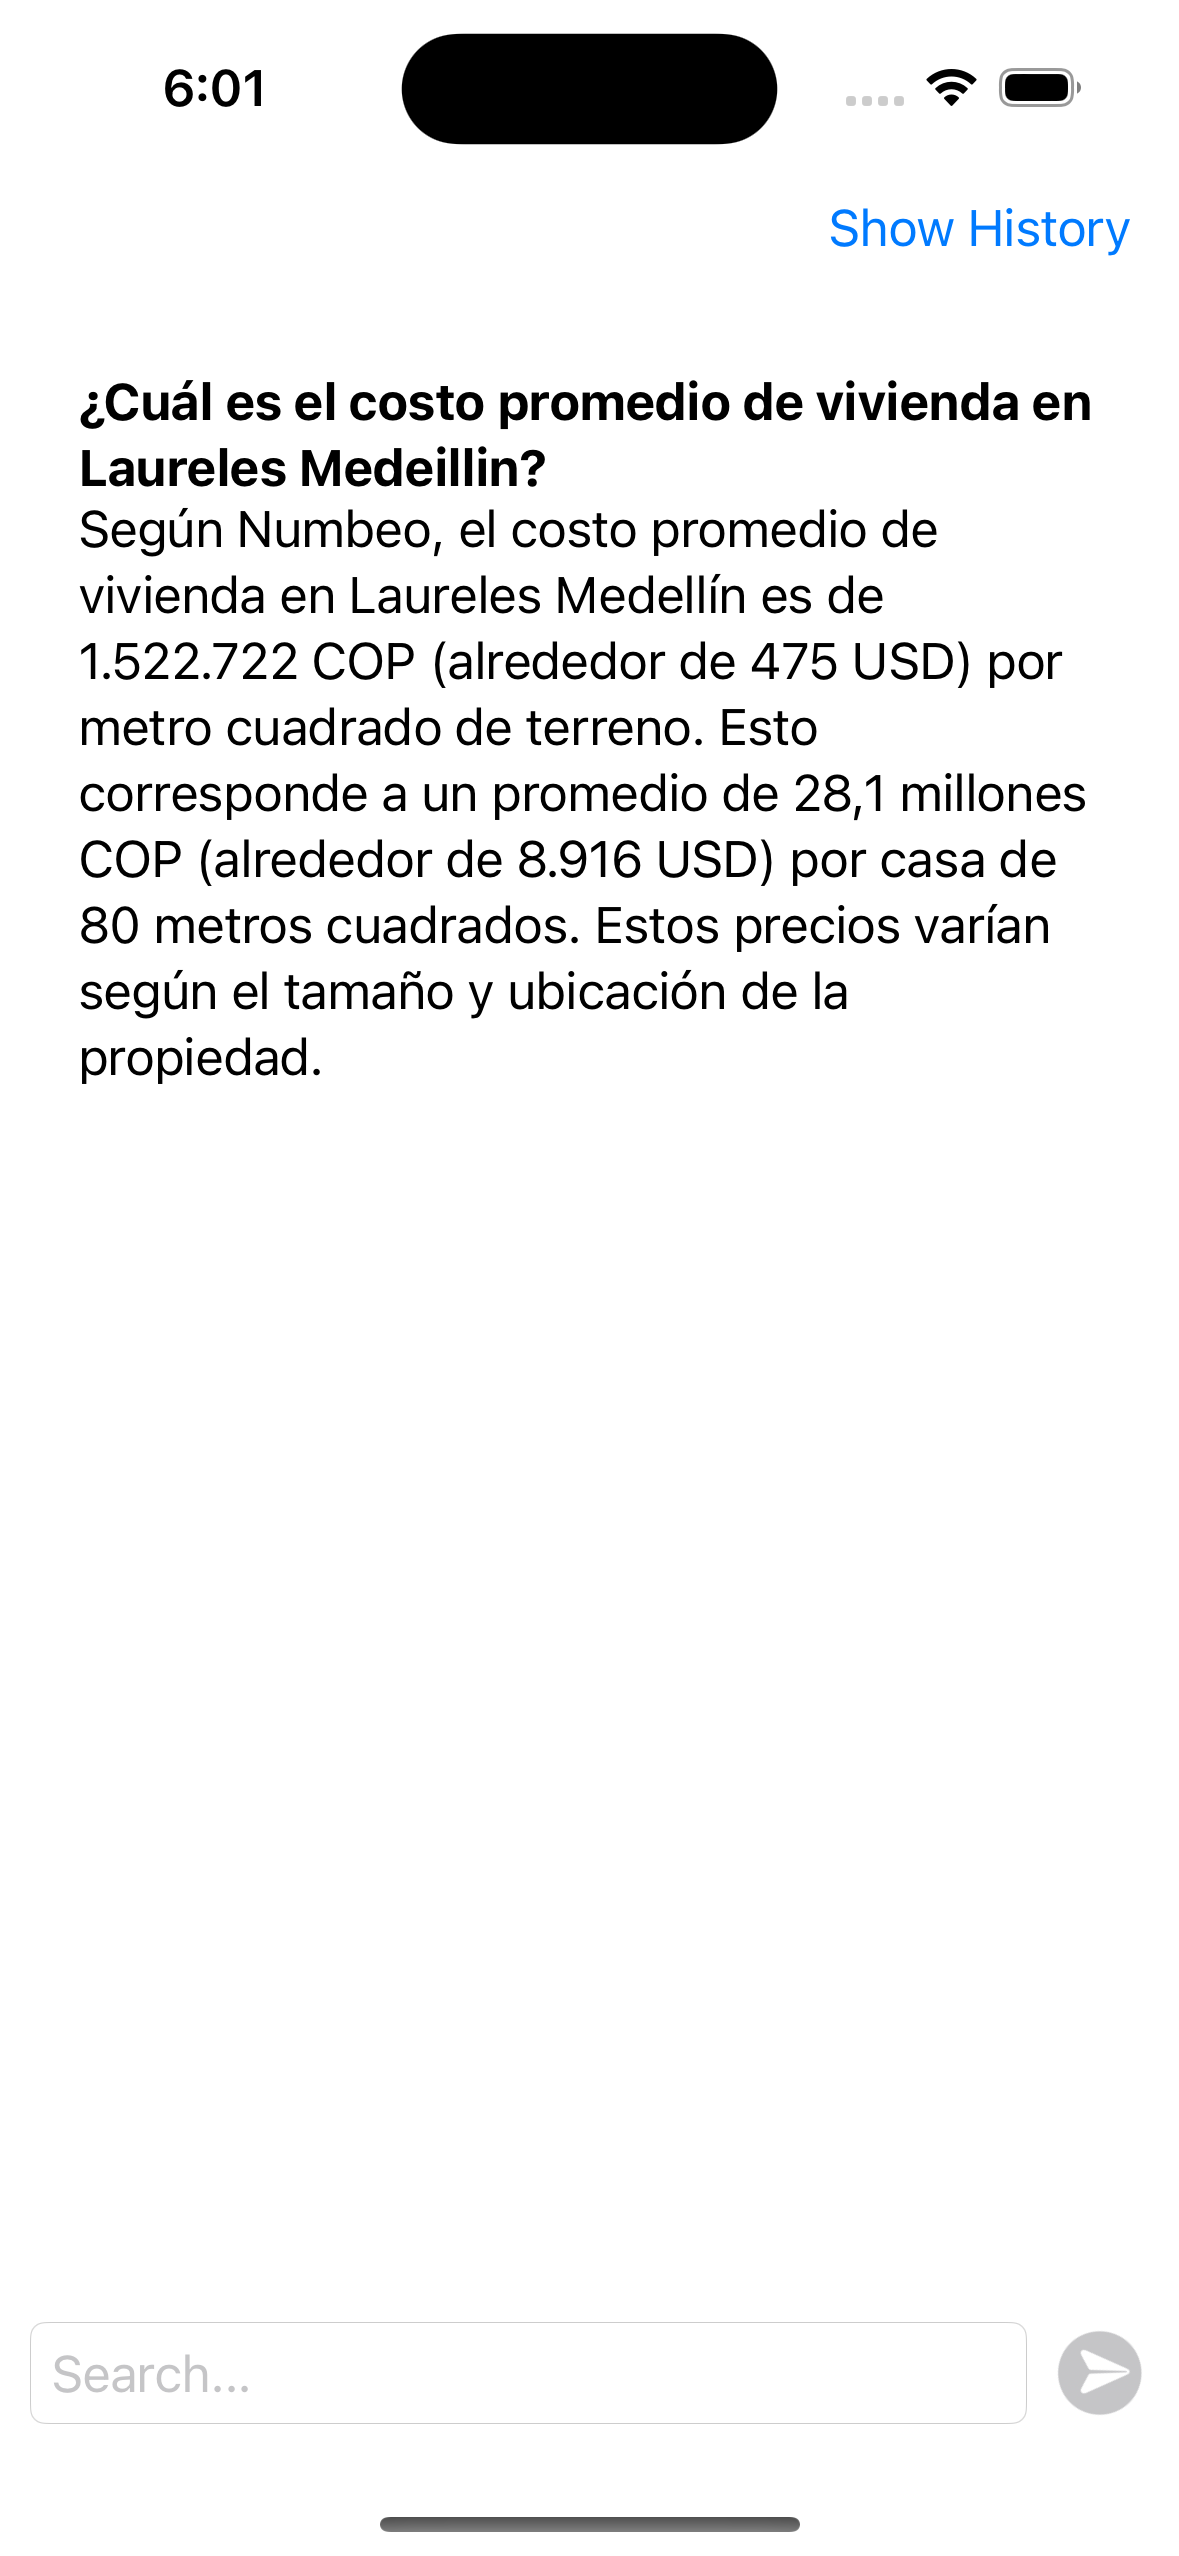 6:01
Show History
¿Cuál es el costo promedio de vivienda en
Laureles Medeillin?
Según Numbeo, el costo promedio de
vivienda en Laureles Medellín es de
1.522.722 COP (alrededor de 475 USD) por
metro cuadrado de terreno. Esto
corresponde a un promedio de 28,1 millones
COP (alrededor de 8.916 USD) por casa de
80 metros cuadrados. Estos precios varían
según el tamaño y ubicación de la
propiedad.
Search...